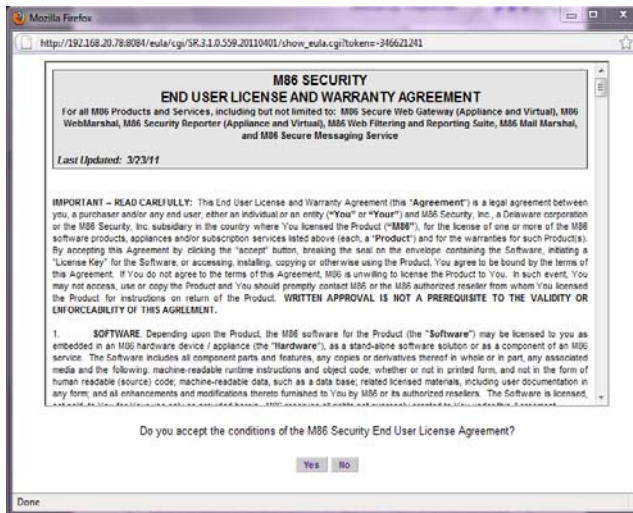 Mozilla Firefox
http://192.168.20.78:8084/eula/cgi/SR.3.1.0.559.20110401/show_eula.cgi?token=-346621241
M86 SECURITY
END USER LICENSE AND WARRANTY AGREEMENT
For all M86 Products and Services, including but not limited to: M86 Secure Web Gateway (Appliance and Virtual), M86
WebMarshal, M86 Security Reporter (Appliance and Virtual), M86 Web Filtering and Reporting Suite, M86 Mail Marshal,
and M86 Secure Messaging Service
Last Updated: 3/23/11
IMPORTANT – READ CAREFULLY: This End User License and Warranty Agreement (this "Agreement") is a legal agreement between
you, a purchaser and/or any end user, either an individual or an entity ("You" or "Your") and M86 Security, Inc., a Delaware corporation
or the M86 Security, Inc. subsidiary in the country where You licensed the Product ("M86"), for the license of one or more of the M86
software products, appliances and/or subscription services listed above (each, a "Product") and for the warranties for such Product(s).
By accepting this Agreement by clicking the "accept" button, breaking the seal on the envelope containing the Software, initiating a
"License Key" for the Software, or accessing, installing, copying or otherwise using the Product, You agree to be bound by the terms of
this Agreement. If You do not agree to the terms of this Agreement, M86 is unwilling to license the Product to You. In such event, You
may not access, use or copy the Product and You should promptly contact M86 or the M86 authorized reseller from whom You licensed
the Product for instructions on return of the Product. WRITTEN APPROVAL IS NOT A PREREQUISITE TO THE VALIDITY OR
ENFORCEABILITY OF THIS AGREEMENT.
1. SOFTWARE. Depending upon the Product, the M86 software for the Product (the "Software") may be licensed to you as
embedded in an M86 hardware device / appliance (the "Hardware"), as a stand-alone software solution or as a component of an M86
service. The Software includes all component parts and features, any copies or derivatives thereof in whole or in part, any associated
media and the following: machine-readable runtime instructions and object code, whether or not in printed form, and not in the form of
human readable (source) code; machine-readable data, such as a data base; related licensed materials, including user documentation in
any form; and all enhancements and modifications thereto furnished to You by M86 or its authorized resellers. The Software is licensed,
Do you accept the conditions of the M86 Security End User License Agreement?
Yes No
Done